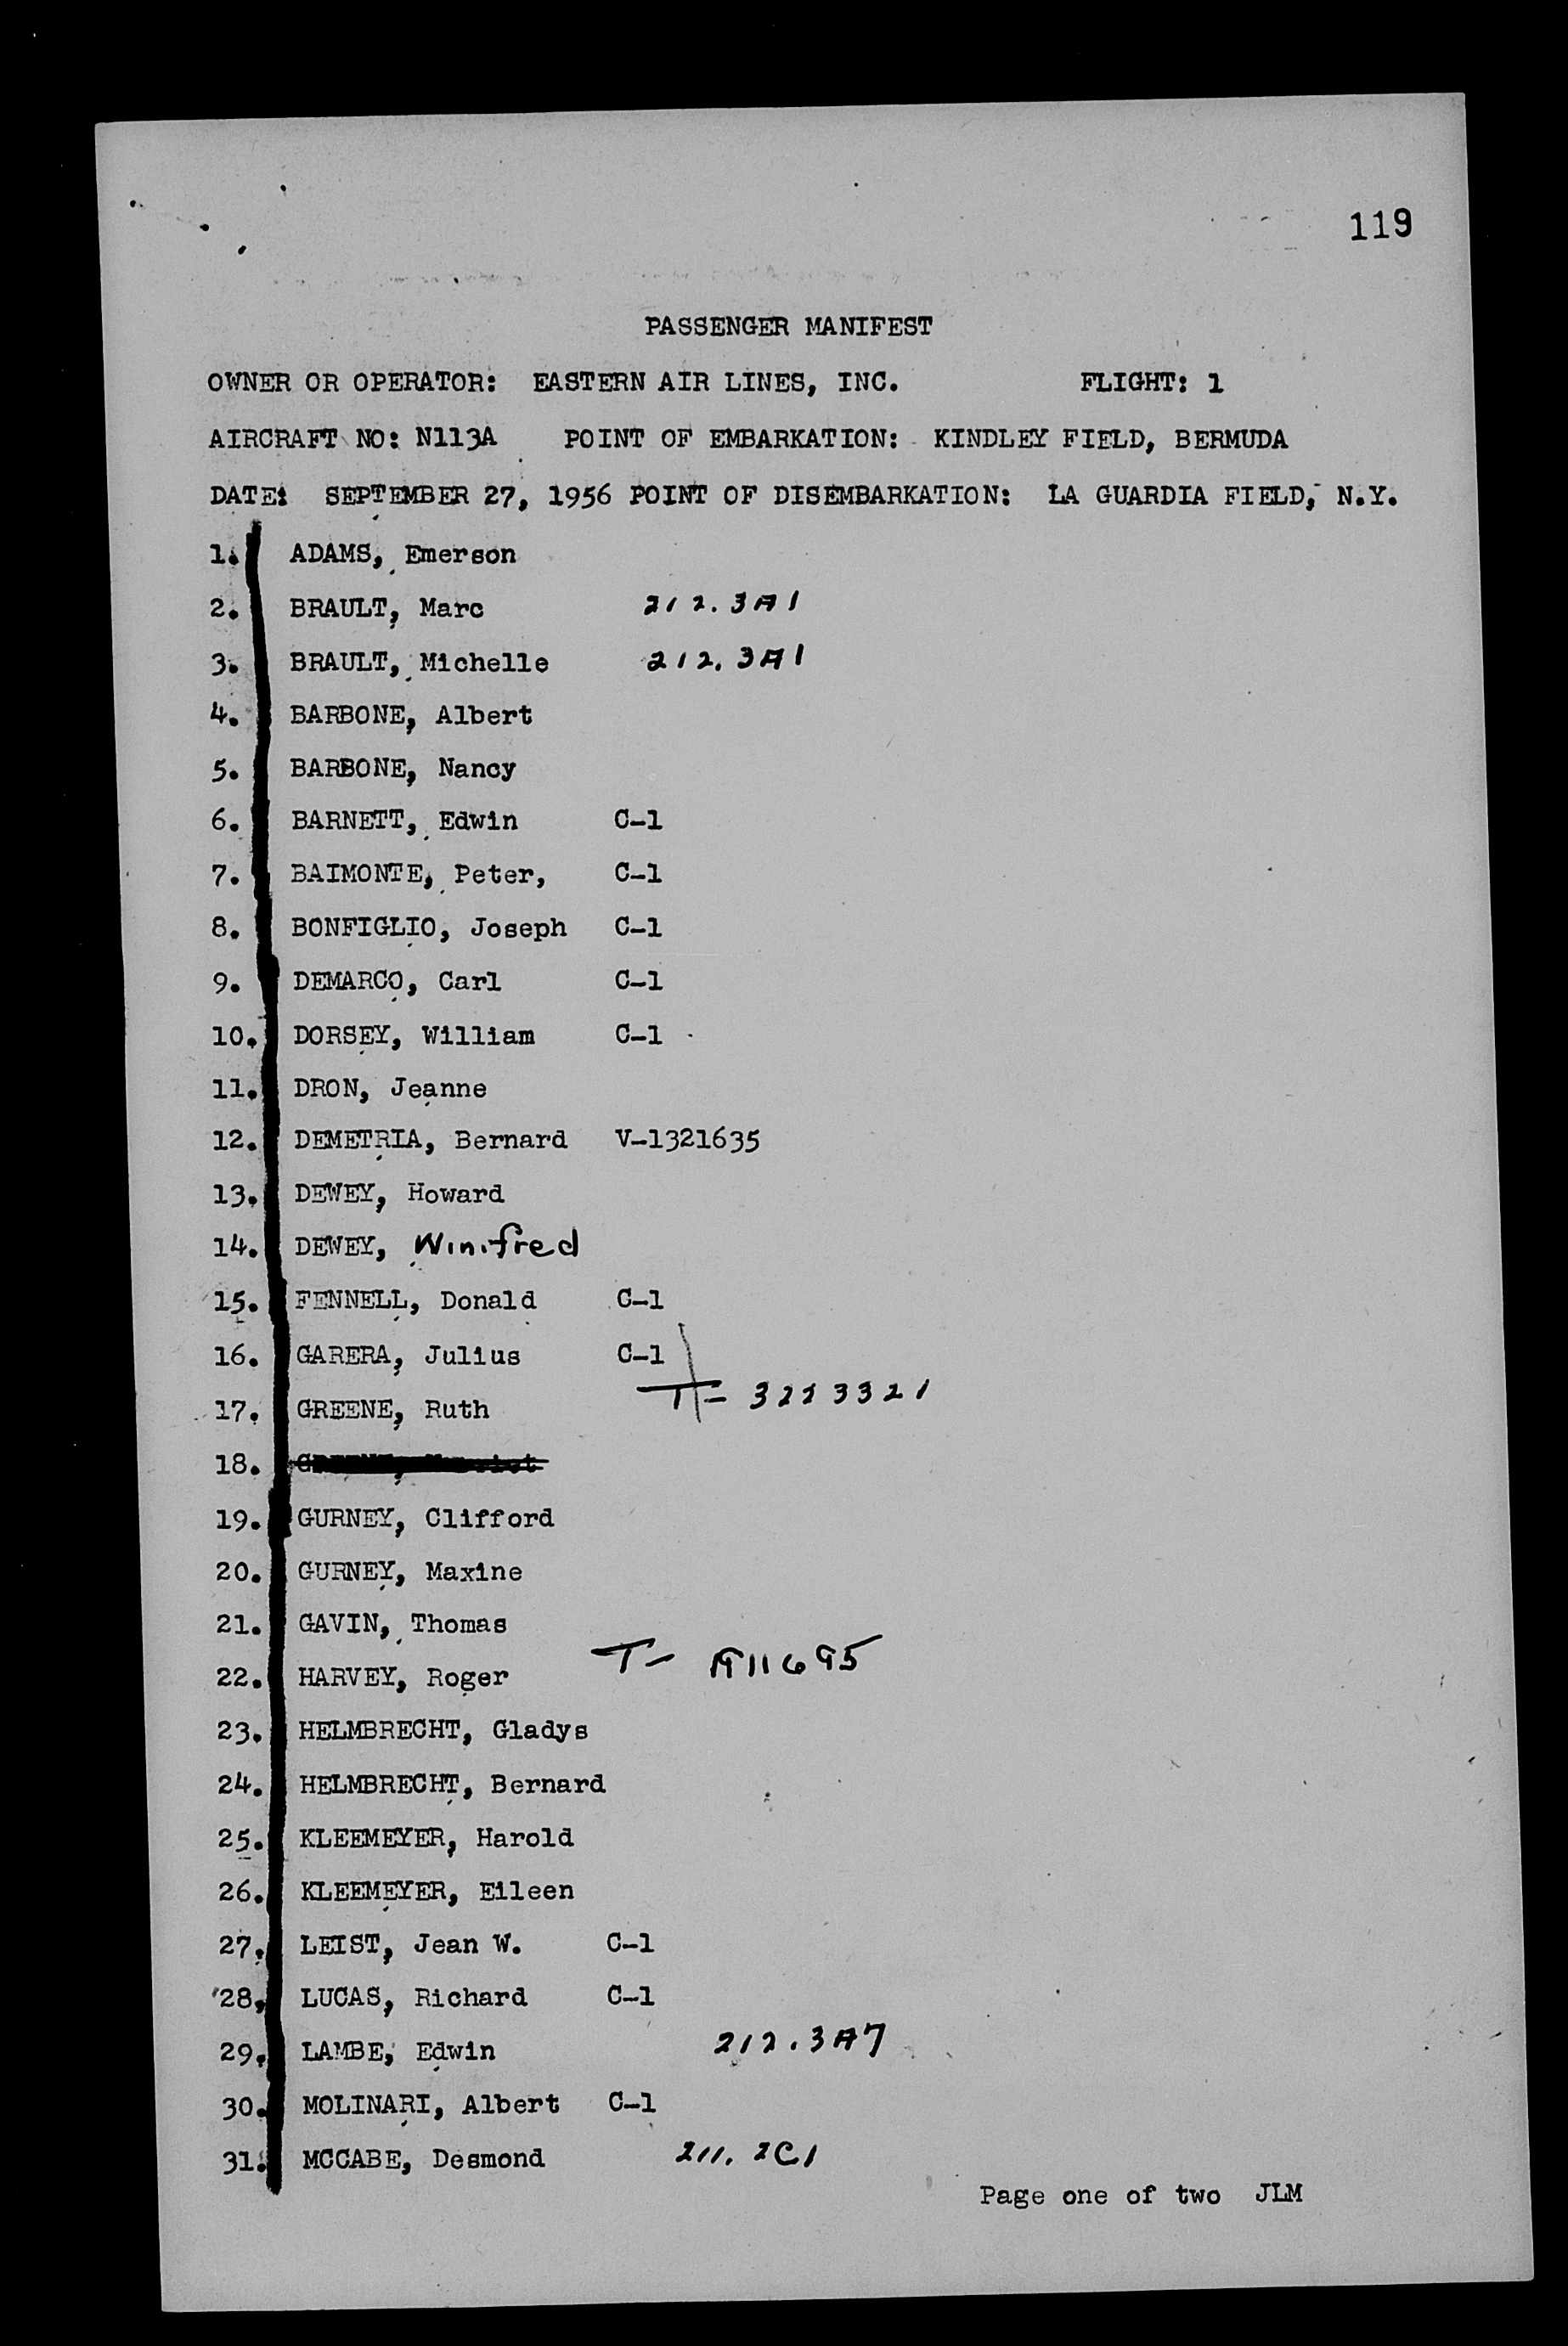 119
PASSENGER MANIFEST
OWNER OR OPERATOR: EASTERN AIR LINES, INC. FLIGHT: 1
AIRCRAFT NO: N113A POINT OF EMBARKATION: KINDLEY FIELD, BERMUDA
DATE: SEPTEMBER 27, 1956 POINT OF DISEMBARKATION: LA GUARDIA FIELD, N.Y.
1. ADAMS, Emerson
2. BRAULT, Marc 212.3A1
3. BRAULT, Michelle 212.3A1
4. BARBONE, Albert
5. BARBONE, Nancy
6. BARNETT, Edwin C-1
7. BAIMONTE, Peter, C-1
8. BONFIGLIO, Joseph C-1
9. DEMARCO, Carl C-1
10. DORSEY, William C-1
11. DRON, Jeanne
12. DEMETRIA, Bernard V-1321635
13. DEWEY, Howard
14. DEWEY, Winifred
15. FENNELL, Donald C-1
16. GARERA, Julius C-1
17. GREENE, Ruth T-
18.
19. GURNEY, Clifford
20. GURNEY, Maxine
21. GAVIN, Thomas
22. HARVEY, Roger T-
23. HELMBRECHT, Gladys
24. HELMBRECHT, Bernard
25. KLEEMEYER, Harold
26. KLEEMEYER, Eileen
27. LEIST, Jean W. C-1
28. LUCAS, Richard C-1
29. LAMBE, Edwin 212.3A7
30. MOLINARI, Albert C-1
31. MCCABE, Desmond 211.2C1
Page one of two JLM